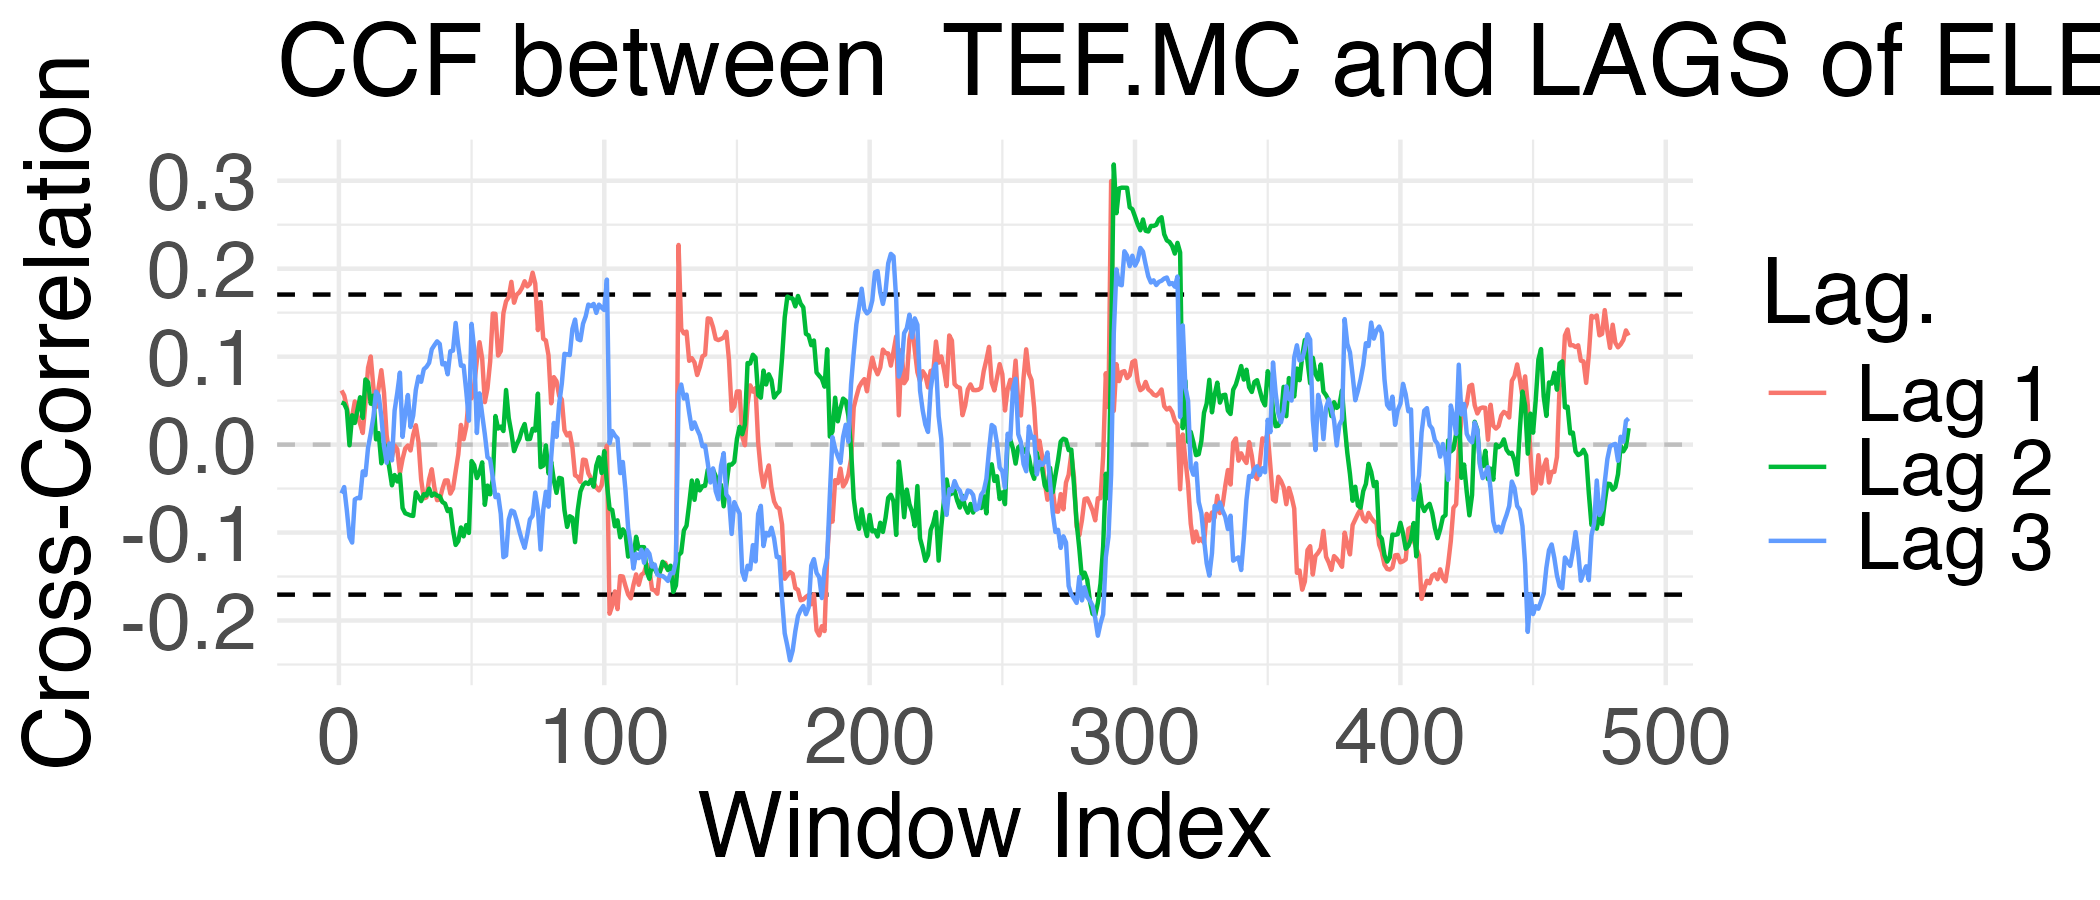 CCF between  TEF.MC and LAGS of ELE
Cross-Correlation
0.3
0.2
0.1
0.0
-0.1
-0.2
0 100 200 300 400 500
Window Index
Lag.
Lag 1
Lag 2
Lag 3